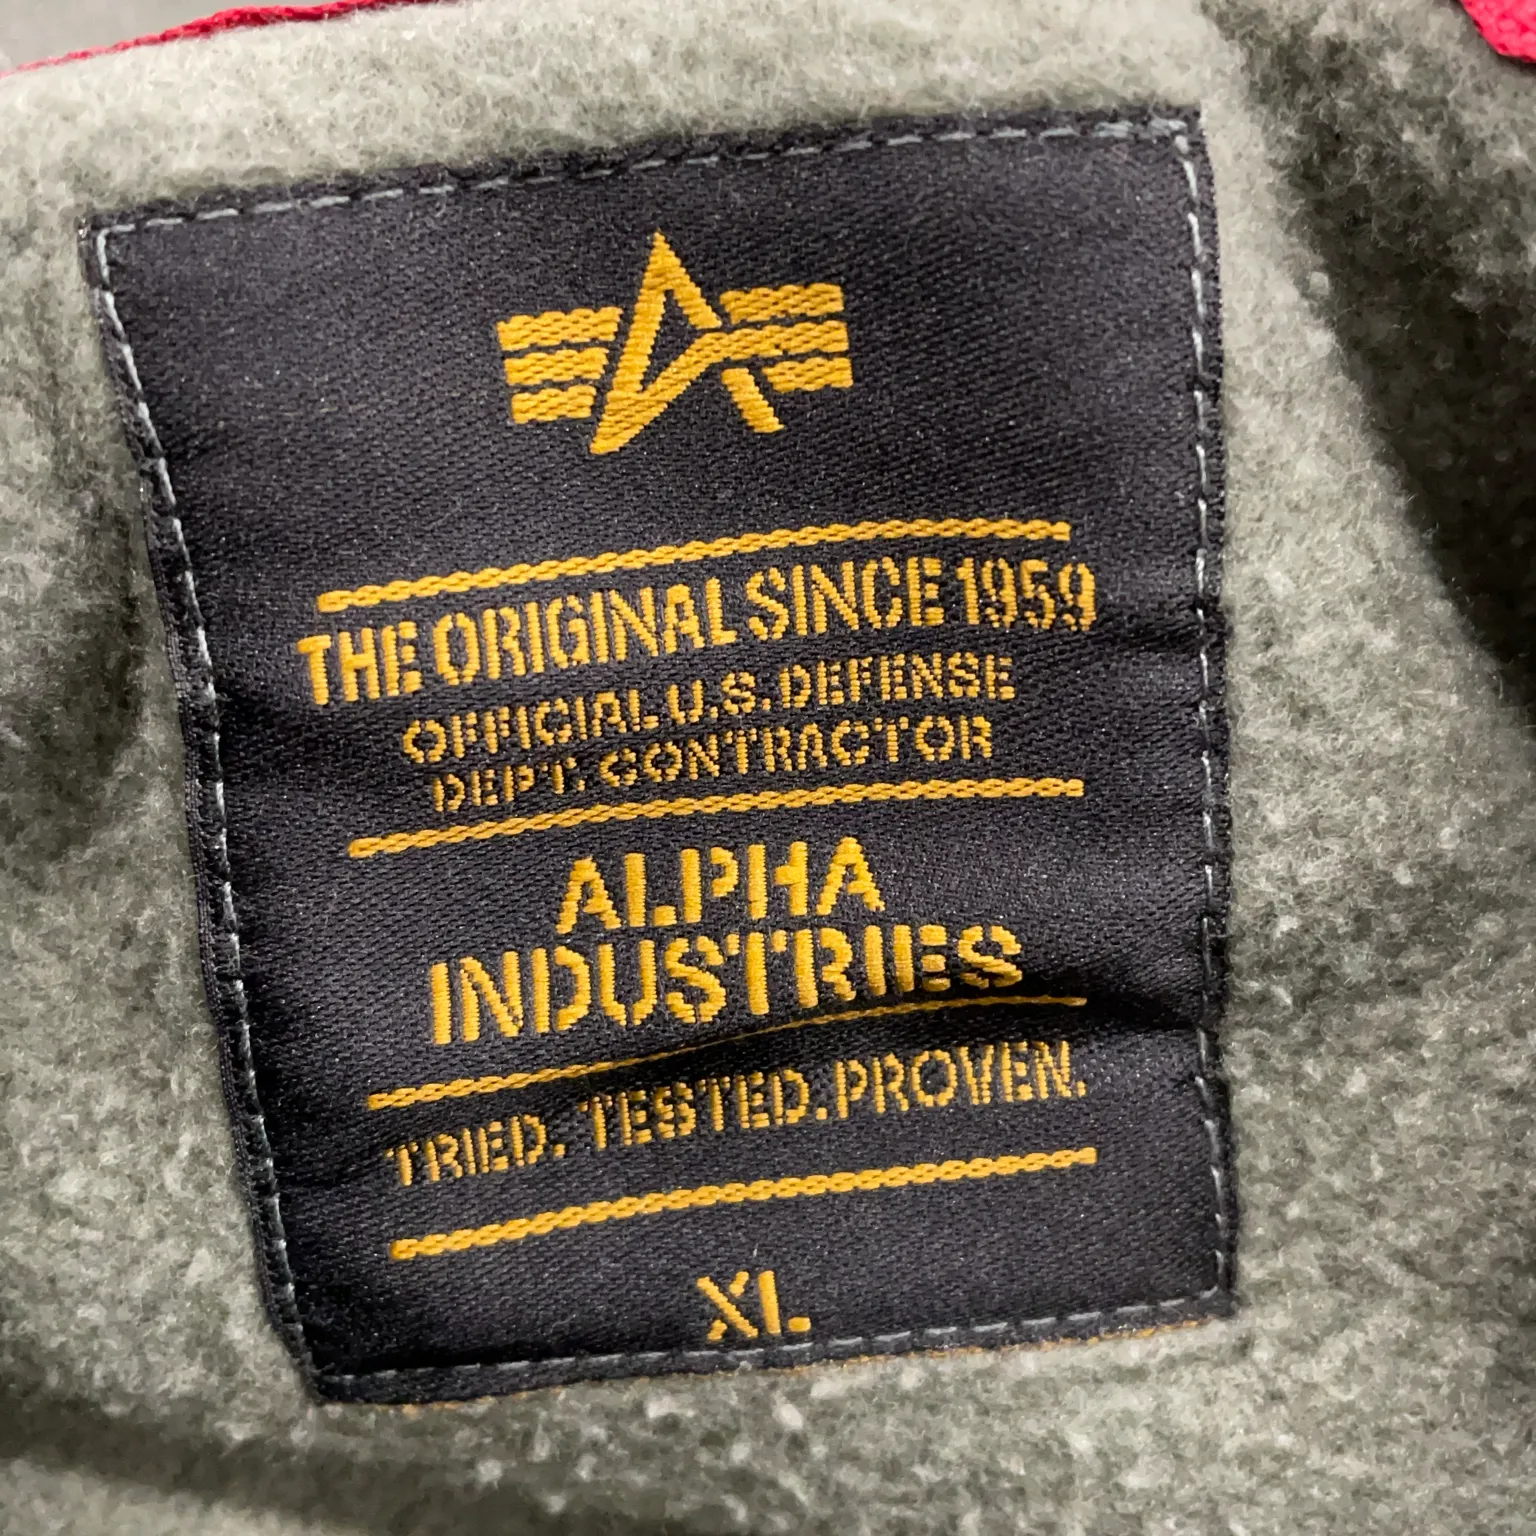 THE ORIGINAL SINCE 1959
OFFICIAL U.S. DEFENSE
DEPT. CONTRACTOR
ALPHA
INDUSTRIES
TRIED. TESTED. PROVEN.
XL